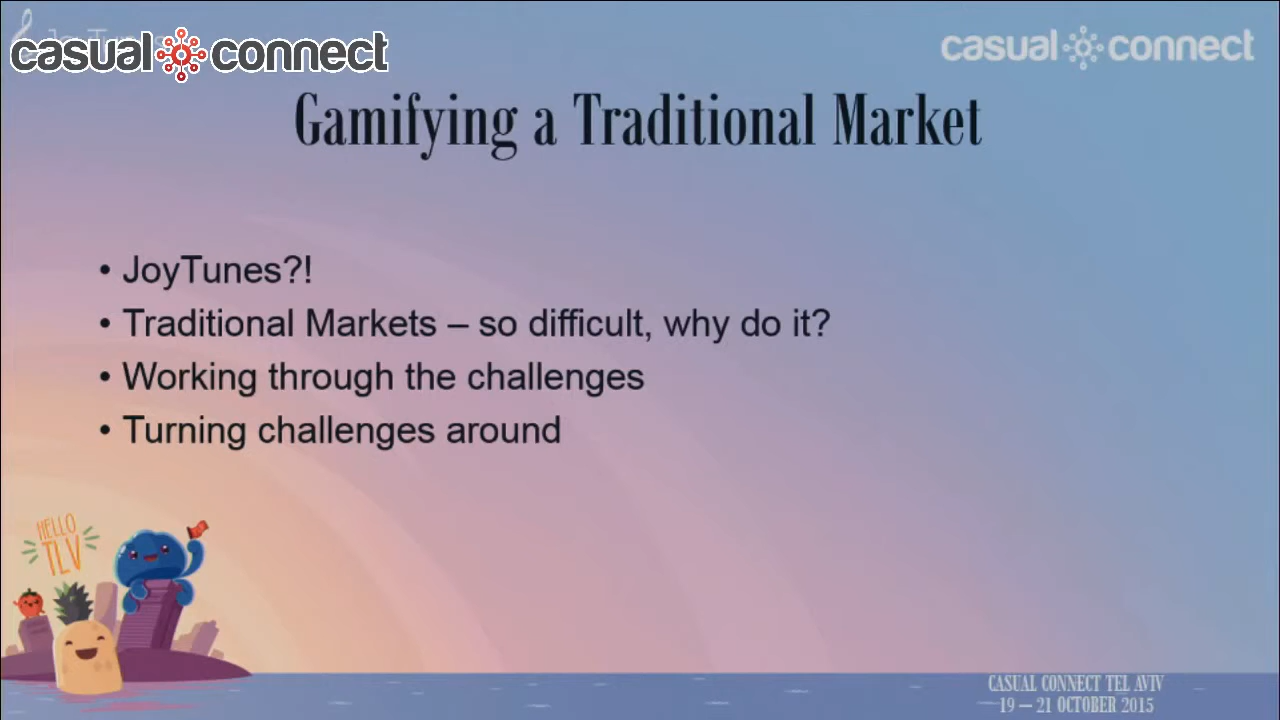 JoyTunes
casual connect
casual connect
Gamifying a Traditional Market
• JoyTunes?!
• Traditional Markets – so difficult, why do it?
• Working through the challenges
• Turning challenges around
HELLO
TLV
CASUAL CONNECT TEL AVIV
19 – 21 OCTOBER 2015